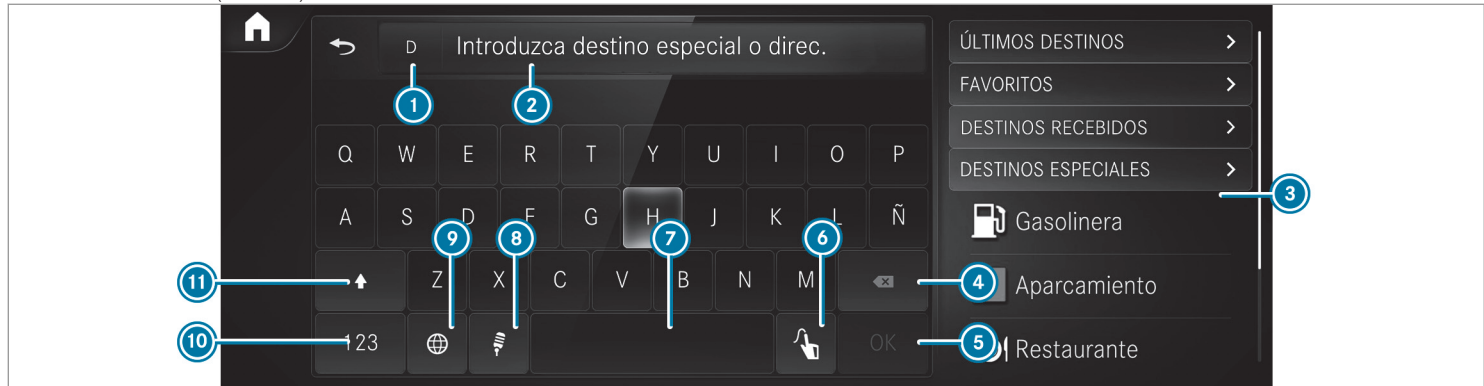 D Introduzca destino especial o direc.
1 2
Q W E R T Y U I O P
A S D F G H J K L Ñ
9 8 7 6
11 Z X C V B N M 4
10 123 OK 5
ÚLTIMOS DESTINOS
FAVORITOS
DESTINOS RECEBIDOS
DESTINOS ESPECIALES
3
Gasolinera
Aparcamiento
Restaurante